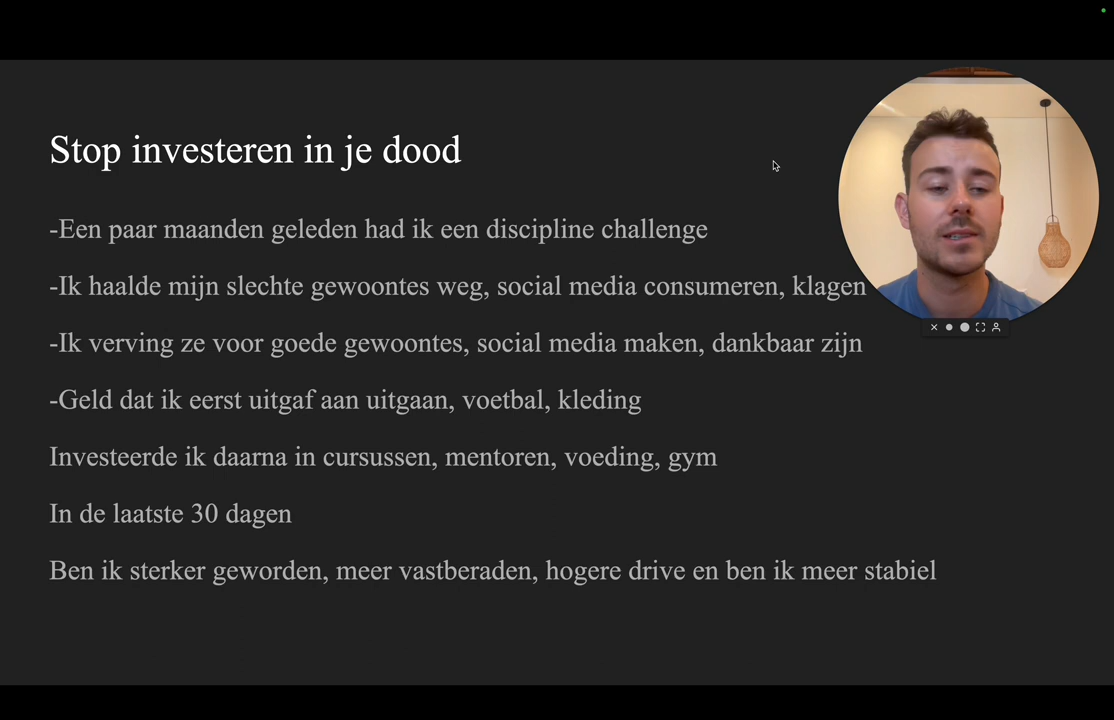 Stop investeren in je dood
-Een paar maanden geleden had ik een discipline challenge
-Ik haalde mijn slechte gewoontes weg, social media consumeren, klagen
-Ik verving ze voor goede gewoontes, social media maken, dankbaar zijn
-Geld dat ik eerst uitgaf aan uitgaan, voetbal, kleding
Investeerde ik daarna in cursussen, mentoren, voeding, gym
In de laatste 30 dagen
Ben ik sterker geworden, meer vastberaden, hogere drive en ben ik meer stabiel